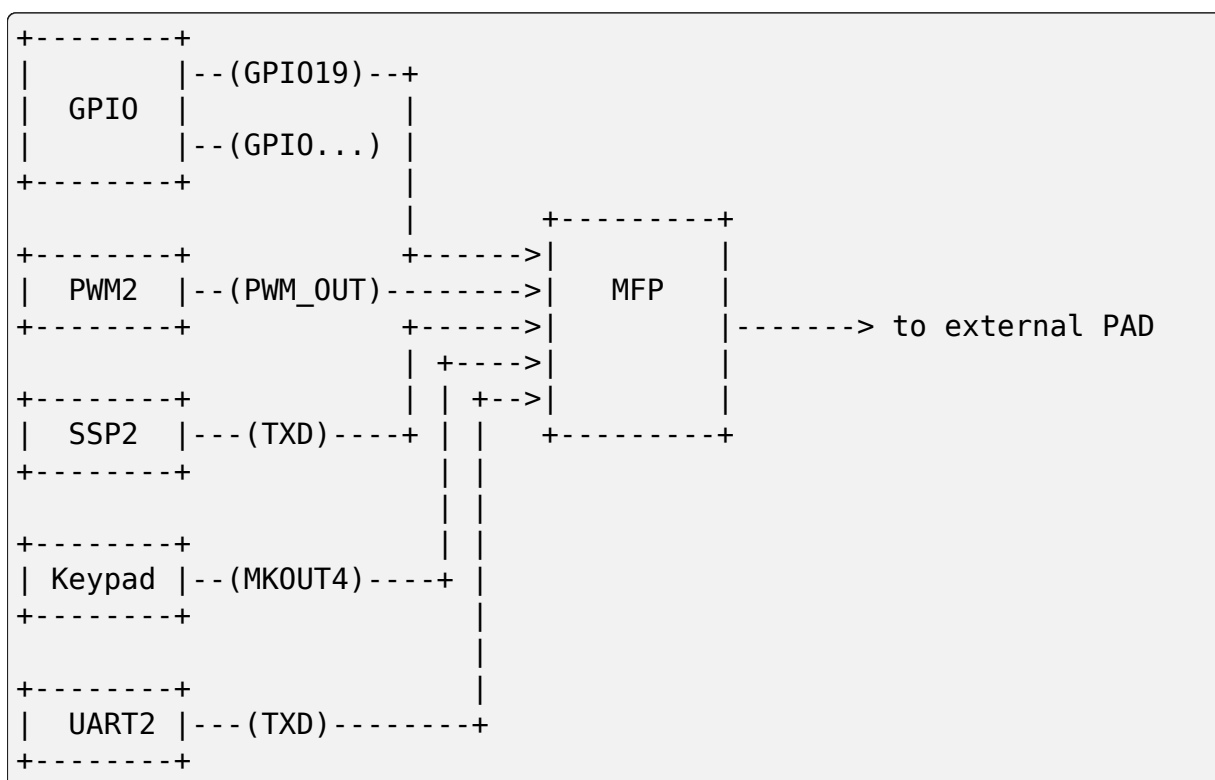 +--------+
|        |--(GPIO19)--+
|  GPIO  |            |
|        |--(GPIO...) |
+--------+            |
                      |       +---------+
+--------+            +------>|         |
|  PWM2  |--(PWM_OUT)-------->|   MFP   |
+--------+            +------>|         |-------> to external PAD
                      | +---->|         |
+--------+            | | +-->|         |
|  SSP2  |---(TXD)----+ | |   +---------+
+--------+              | |
                        | |
+--------+              | |
| Keypad |--(MKOUT4)----+ |
+--------+                |
                          |
+--------+                |
|  UART2 |---(TXD)--------+
+--------+